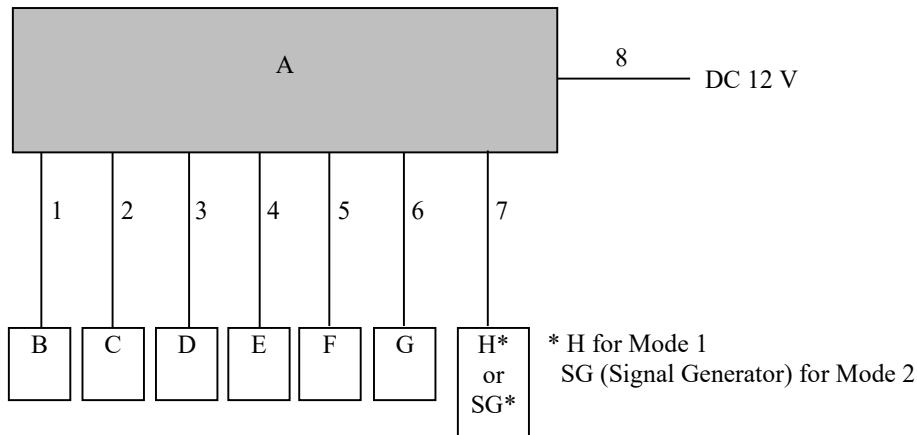 A
8
DC 12 V
1 2 3 4 5 6 7
B C D E F G H*
or
SG*
* H for Mode 1
SG (Signal Generator) for Mode 2